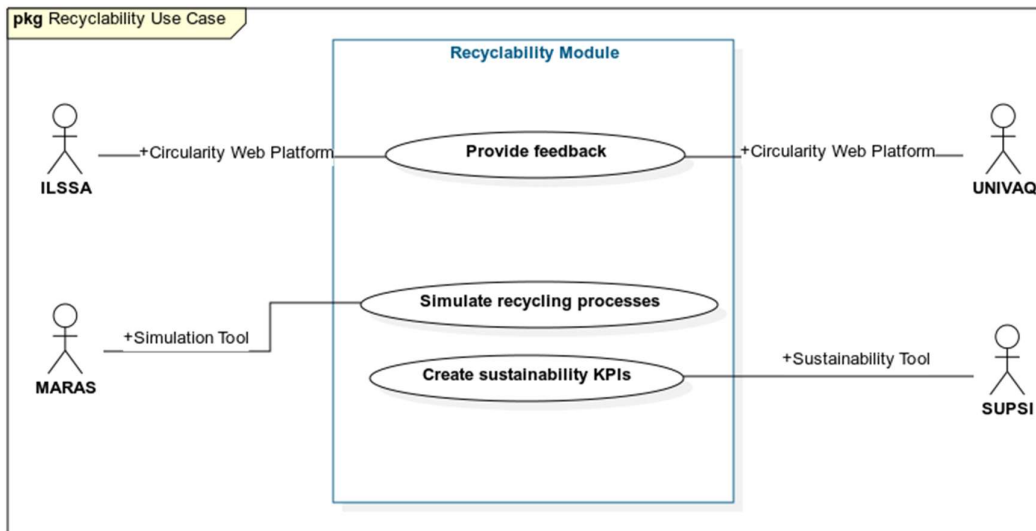 pkg Recyclability Use Case
Recyclability Module
+Circularity Web Platform
Provide feedback
+Circularity Web Platform
ILSSA
UNIVAQ
Simulate recycling processes
+Simulation Tool
MARAS
Create sustainability KPIs
+Sustainability Tool
SUPSI